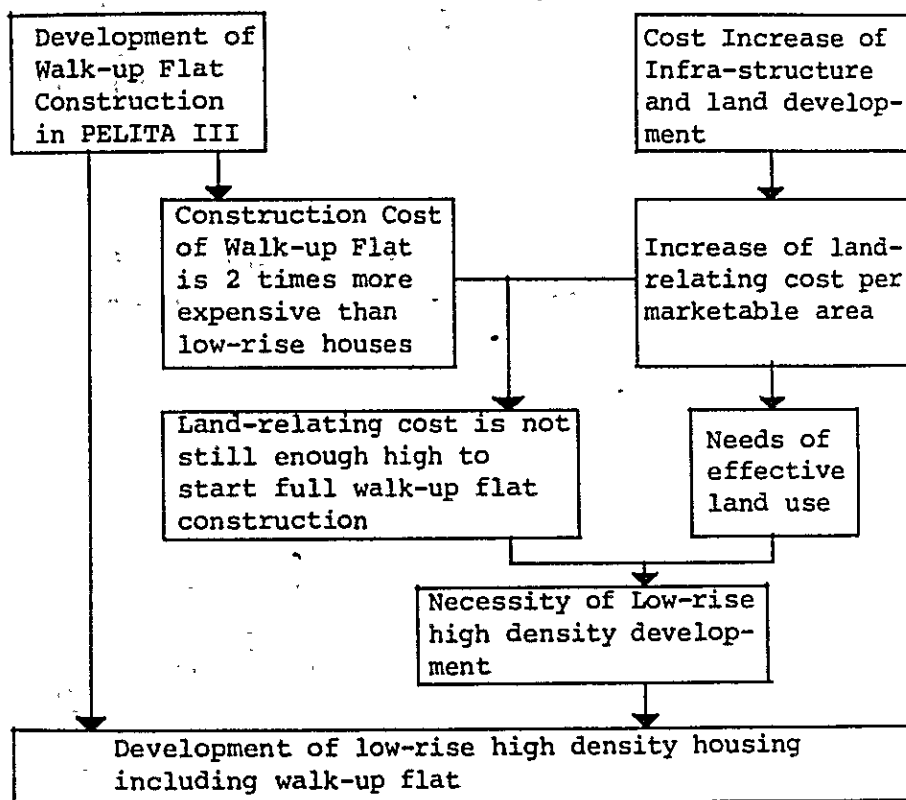 Development of
Walk-up Flat
Construction
in PELITA III
Cost Increase of
Infra-structure
and land develop-
ment
Construction Cost
of Walk-up Flat
is 2 times more
expensive than
low-rise houses
Increase of land-
relating cost per
marketable area
Land-relating cost is not
still enough high to
start full walk-up flat
construction
Needs of
effective
land use
Necessity of Low-rise
high density develop-
ment
Development of low-rise high density housing
including walk-up flat